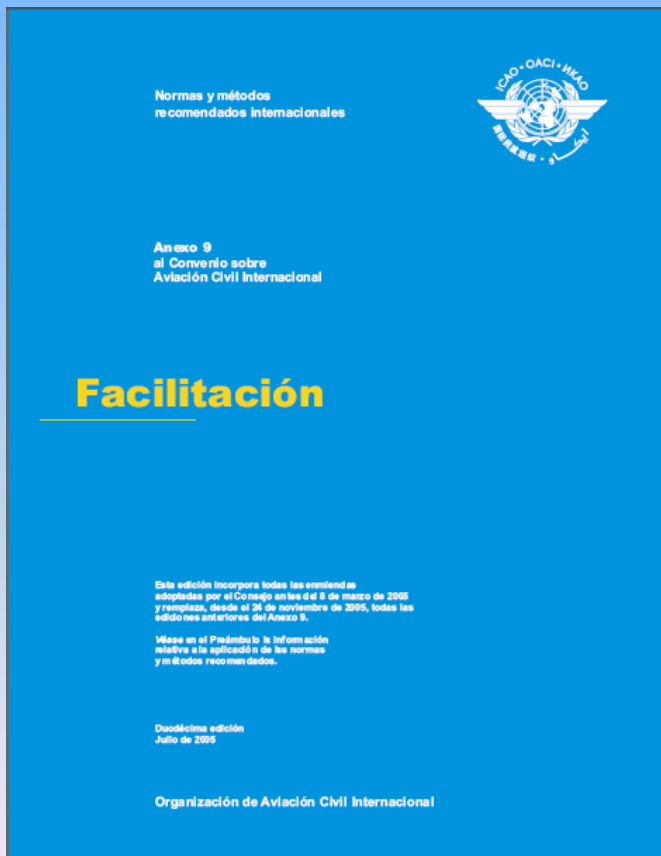 Normas y métodos
recomendados internacionales
ICAO • OACI • ИКАО
Anexo 9
al Convenio sobre
Aviación Civil Internacional
Facilitación
Esta edición incorpora todas las enmiendas
adoptadas por el Consejo antes del 8 de marzo de 2005
y remplaza, desde el 24 de noviembre de 2005, todas las
ediciones anteriores del Anexo 9.
Véase en el Preámbulo la información
relativa a la aplicación de las normas
y métodos recomendados.
Duodécima edición
Julio de 2005
Organización de Aviación Civil Internacional